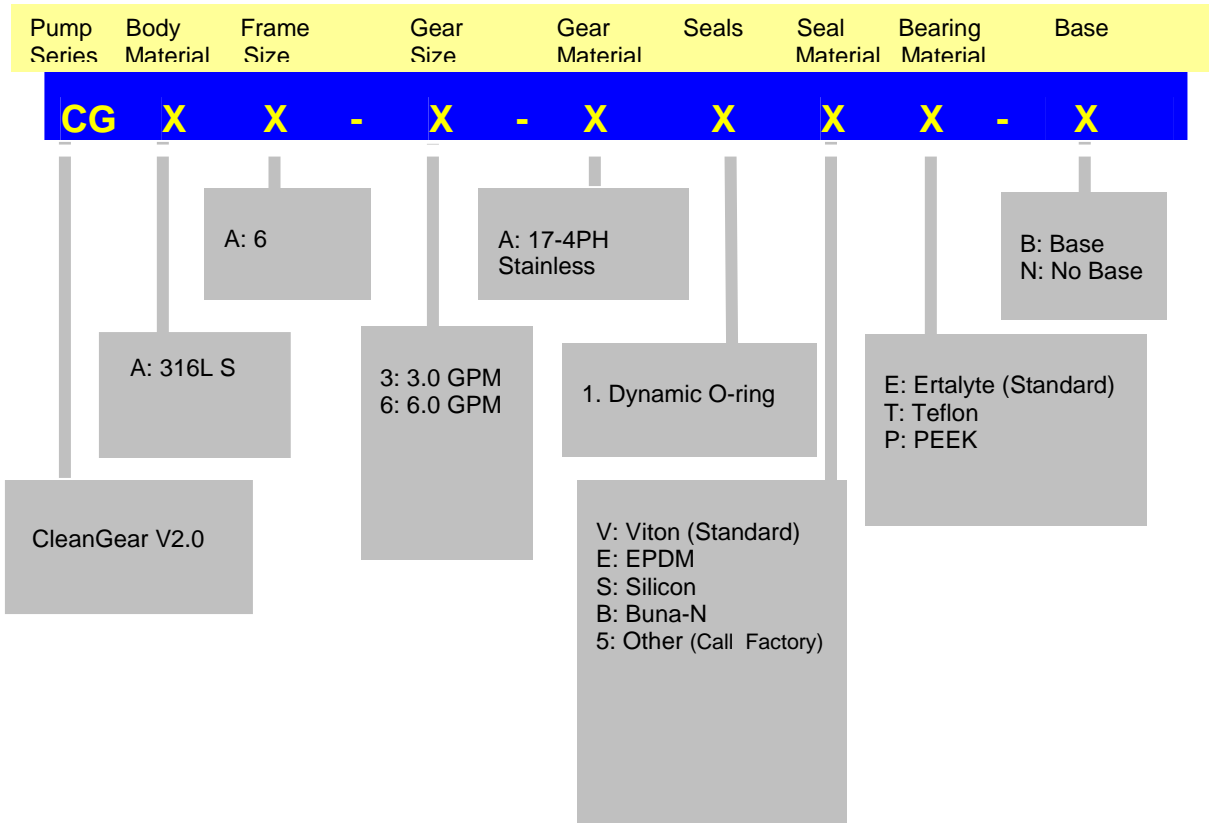 Pump Body Frame Gear Gear Seals Seal Bearing Base
Series Material Size Size Material Material Material
CG X X - X - X X X X - X
A: 6
A: 17-4PH
Stainless
B: Base
N: No Base
A: 316L S
3: 3.0 GPM
6: 6.0 GPM
1. Dynamic O-ring
E: Ertalyte (Standard)
T: Teflon
P: PEEK
CleanGear V2.0
V: Viton (Standard)
E: EPDM
S: Silicon
B: Buna-N
5: Other (Call Factory)